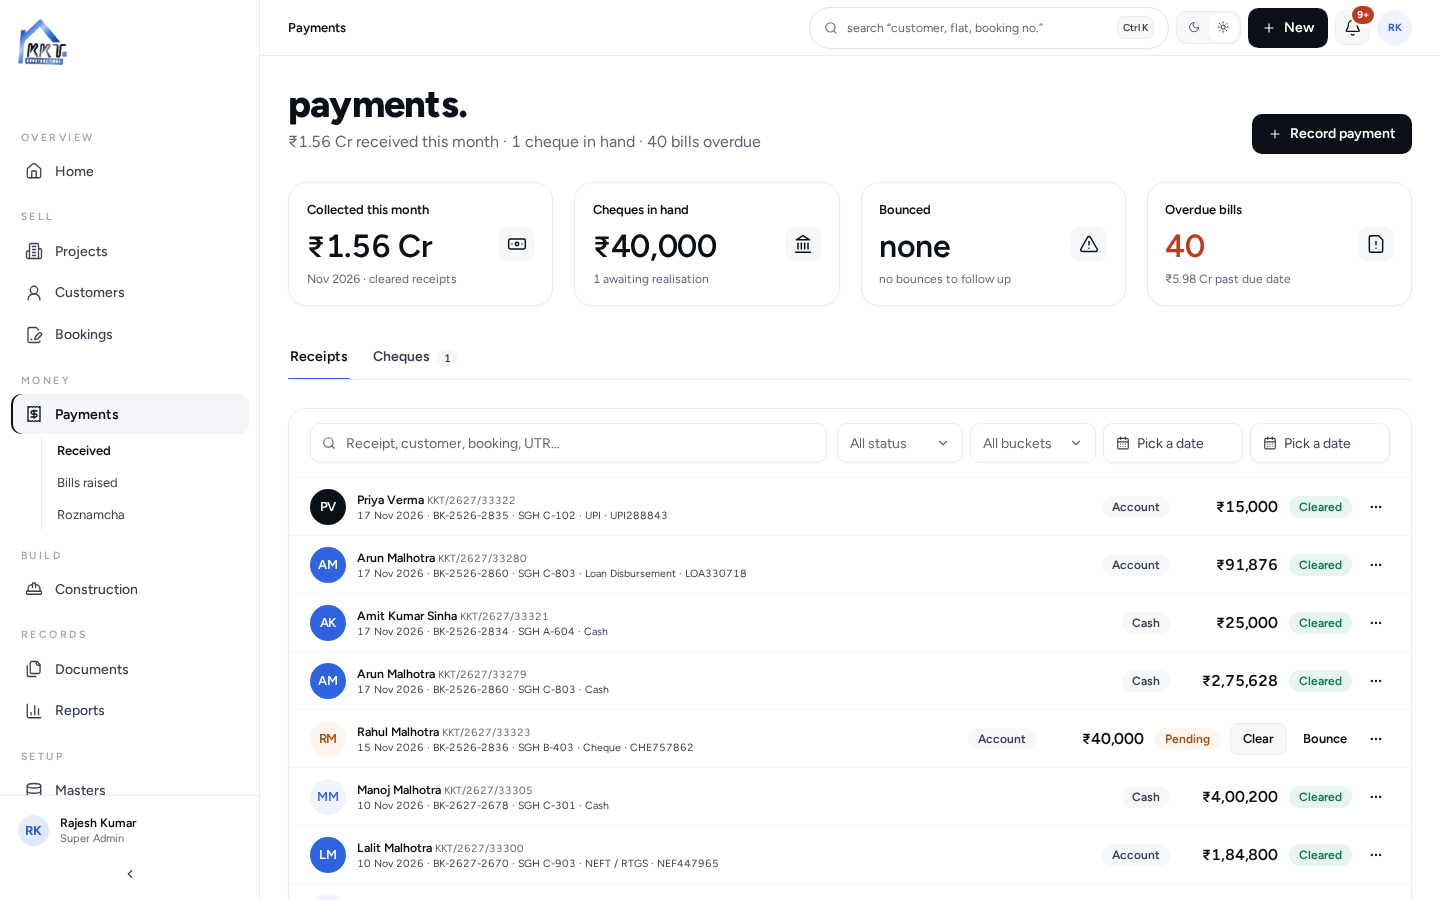 KKT
CONSTRUCTIONS
OVERVIEW
Home
SELL
Projects
Customers
Bookings
MONEY
Payments
Received
Bills raised
Roznamcha
BUILD
Construction
RECORDS
Documents
Reports
SETUP
Masters
RK
Rajesh Kumar
Super Admin
Payments
search “customer, flat, booking no.”
Ctrl K
New
9+
RK
payments.
₹1.56 Cr received this month · 1 cheque in hand · 40 bills overdue
Record payment
Collected this month
₹1.56 Cr
Nov 2026 · cleared receipts
Cheques in hand
₹40,000
1 awaiting realisation
Bounced
none
no bounces to follow up
Overdue bills
40
₹5.98 Cr past due date
Receipts
Cheques 1
Receipt, customer, booking, UTR...
All status
All buckets
Pick a date
Pick a date
PV
Priya Verma KKT/2627/33322
17 Nov 2026 · BK-2526-2835 · SGH C-102 · UPI · UPI288843
Account ₹15,000 Cleared
AM
Arun Malhotra KKT/2627/33280
17 Nov 2026 · BK-2526-2860 · SGH C-803 · Loan Disbursement · LOA330718
Account ₹91,876 Cleared
AK
Amit Kumar Sinha KKT/2627/33321
17 Nov 2026 · BK-2526-2834 · SGH A-604 · Cash
Cash ₹25,000 Cleared
AM
Arun Malhotra KKT/2627/33279
17 Nov 2026 · BK-2526-2860 · SGH C-803 · Cash
Cash ₹2,75,628 Cleared
RM
Rahul Malhotra KKT/2627/33323
15 Nov 2026 · BK-2526-2836 · SGH B-403 · Cheque · CHE757862
Account ₹40,000 Pending Clear Bounce
MM
Manoj Malhotra KKT/2627/33305
10 Nov 2026 · BK-2627-2678 · SGH C-301 · Cash
Cash ₹4,00,200 Cleared
LM
Lalit Malhotra KKT/2627/33300
10 Nov 2026 · BK-2627-2670 · SGH C-903 · NEFT / RTGS · NEF447965
Account ₹1,84,800 Cleared